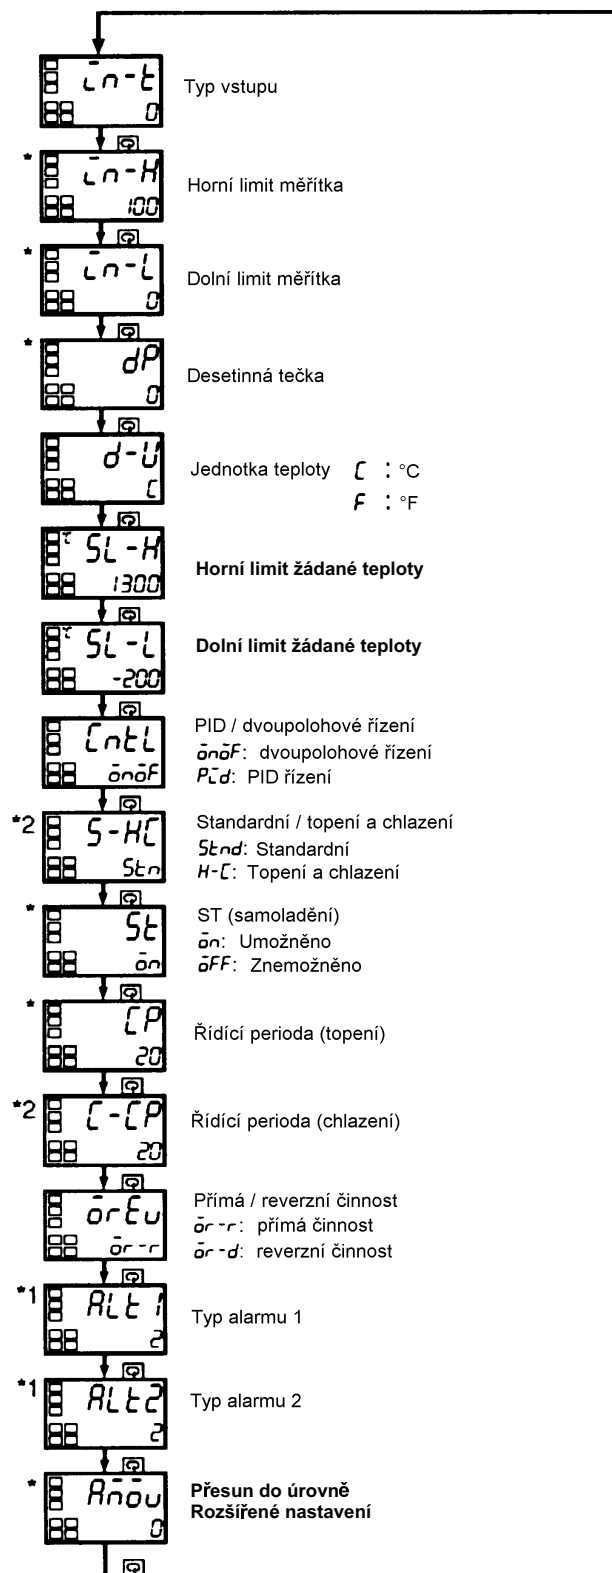 in-t
0
Typ vstupu
*
in-H
100
Horní limit měřítka
*
in-L
0
Dolní limit měřítka
*
dP
0
Desetinná tečka
d-U
C
Jednotka teploty C : °C
F : °F
SL-H
1300
Horní limit žádané teploty
SL-L
-200
Dolní limit žádané teploty
CntL
onoF
PID / dvoupolohové řízení
onoF: dvoupolohové řízení
Pid: PID řízení
*2
S-HC
Stn
Standardní / topení a chlazení
Stnd: Standardní
H-C: Topení a chlazení
*
St
on
ST (samoladění)
on: Umožněno
oFF: Znemožněno
*
CP
20
Řídící perioda (topení)
*2
C-CP
20
Řídící perioda (chlazení)
orEv
or-r
Přímá / reverzní činnost
or-r: přímá činnost
or-d: reverzní činnost
*1
ALt1
2
Typ alarmu 1
*1
ALt2
2
Typ alarmu 2
*
Amov
0
Přesun do úrovně
Rozšířené nastavení